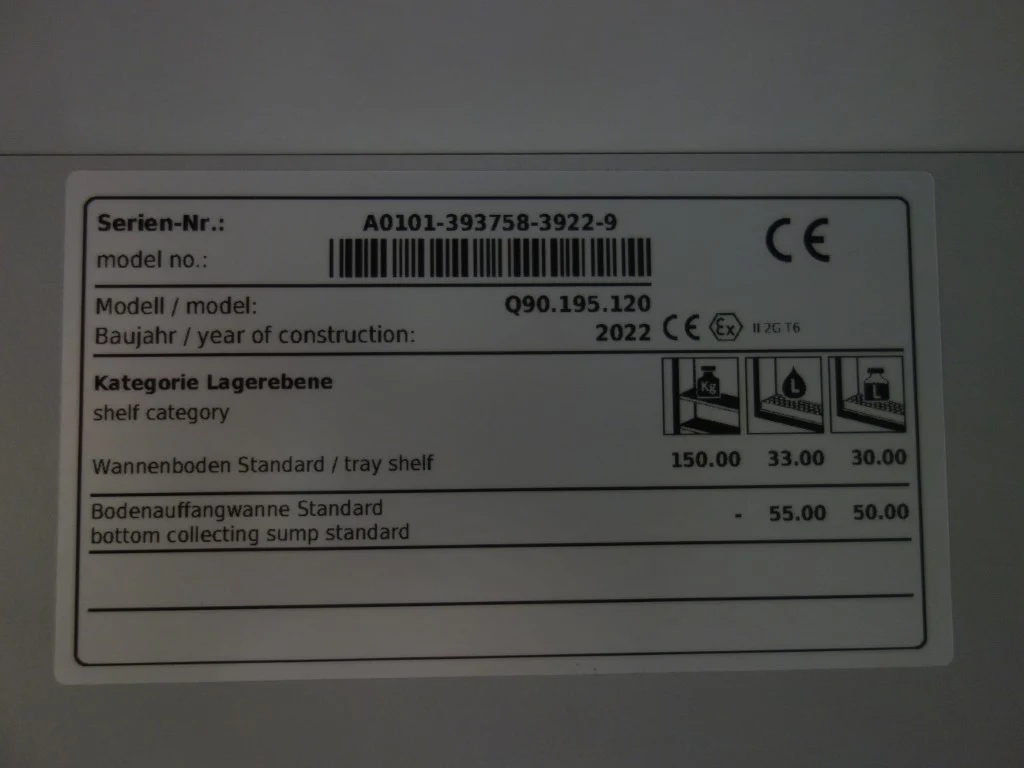 Serien-Nr.: A0101-393758-3922-9
model no.:
CE
Modell / model: Q90.195.120
Baujahr / year of construction: 2022
CE Ex II 2G T6
Kategorie Lagerebene
shelf category
Kg L L
Wannenboden Standard / tray shelf 150.00 33.00 30.00
Bodenauffangwanne Standard
bottom collecting sump standard - 55.00 50.00